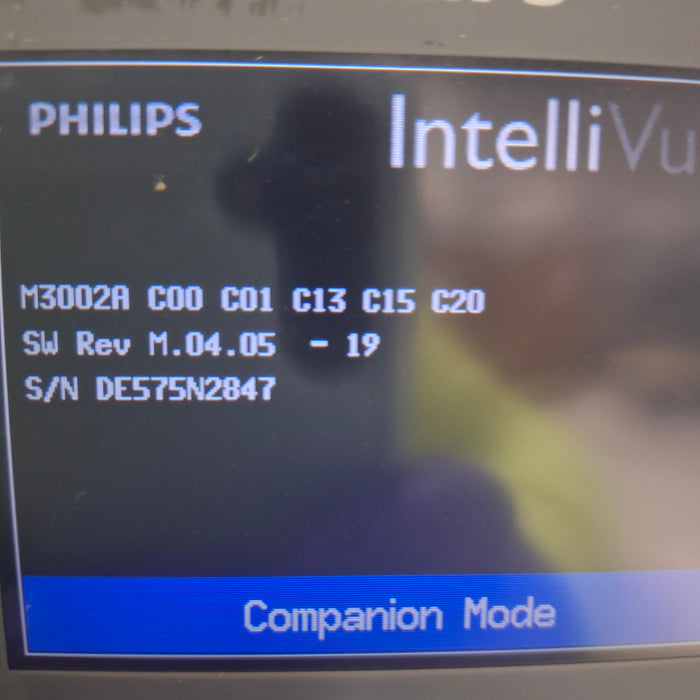 PHILIPS
IntelliVu
M3002A C00 C01 C13 C15 C20
SW Rev M.04.05 - 19
S/N DE575N2847
Companion Mode